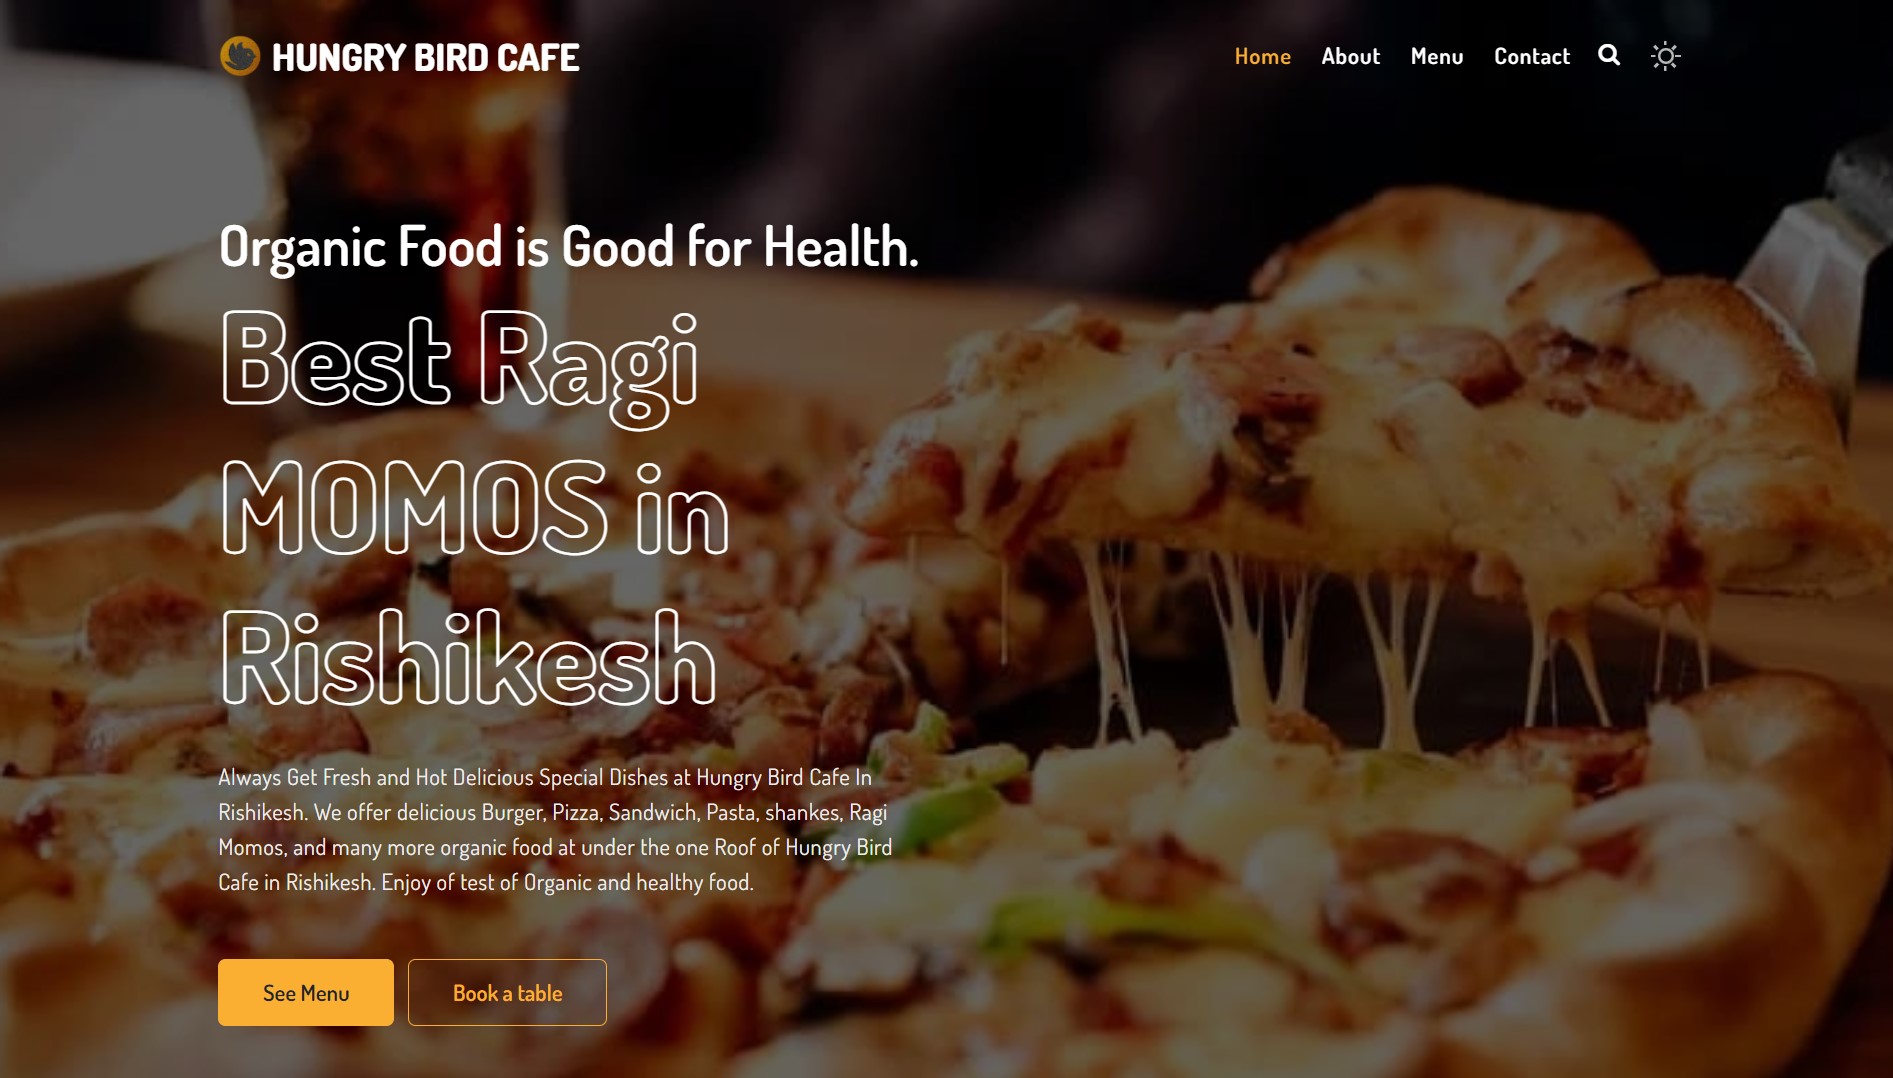 HUNGRY BIRD CAFE
Home About Menu Contact
Organic Food is Good for Health.
Best Ragi
MOMOS in
Rishikesh
Always Get Fresh and Hot Delicious Special Dishes at Hungry Bird Cafe In
Rishikesh. We offer delicious Burger, Pizza, Sandwich, Pasta, shankes, Ragi
Momos, and many more organic food at under the one Roof of Hungry Bird
Cafe in Rishikesh. Enjoy of test of Organic and healthy food.
See Menu Book a table